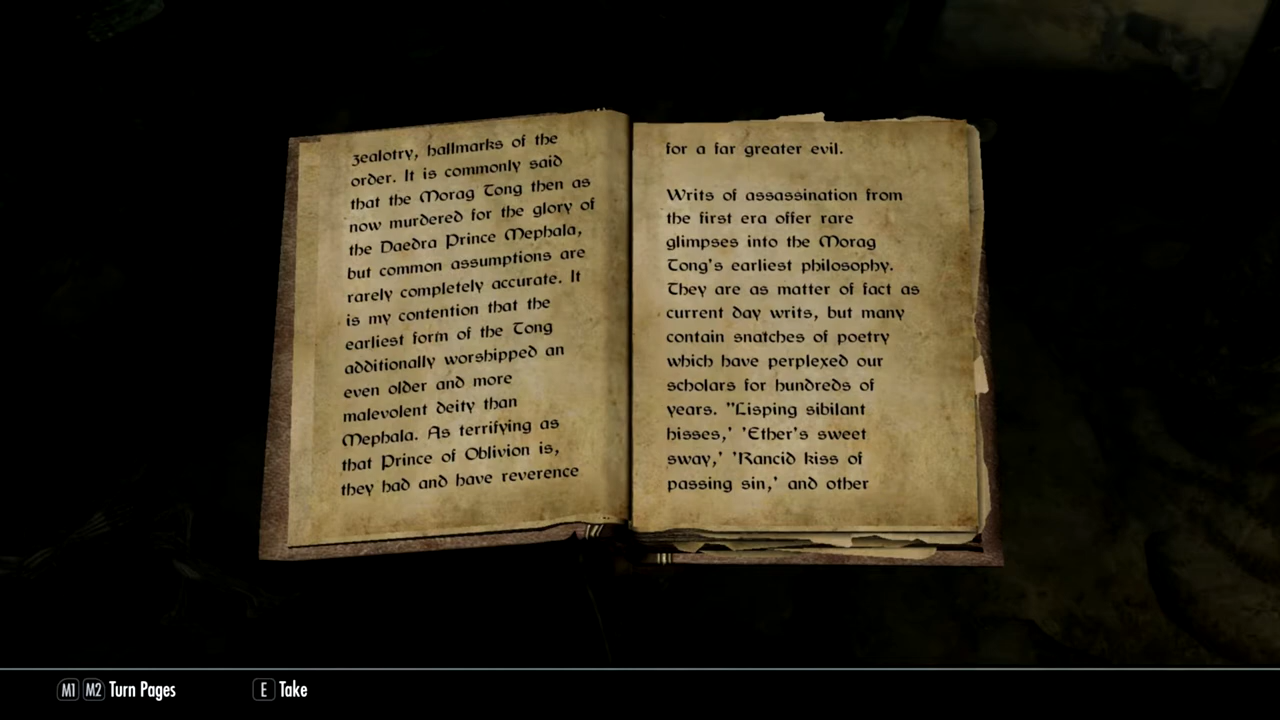 zealotry, hallmarks of the
order. It is commonly said
that the Morag Tong then as
now murdered for the glory of
the Daedra Prince Mephala,
but common assumptions are
rarely completely accurate. It
is my contention that the
earliest form of the Tong
additionally worshipped an
even older and more
malevolent deity than
Mephala. As terrifying as
that Prince of Oblivion is,
they had and have reverence
for a far greater evil.
Writs of assassination from
the first era offer rare
glimpses into the Morag
Tong's earliest philosophy.
They are as matter of fact as
current day writs, but many
contain snatches of poetry
which have perplexed our
scholars for hundreds of
years. "Lisping sibilant
hisses,' 'Ether's sweet
sway,' 'Rancid kiss of
passing sin,' and other
M1 M2 Turn Pages
E Take